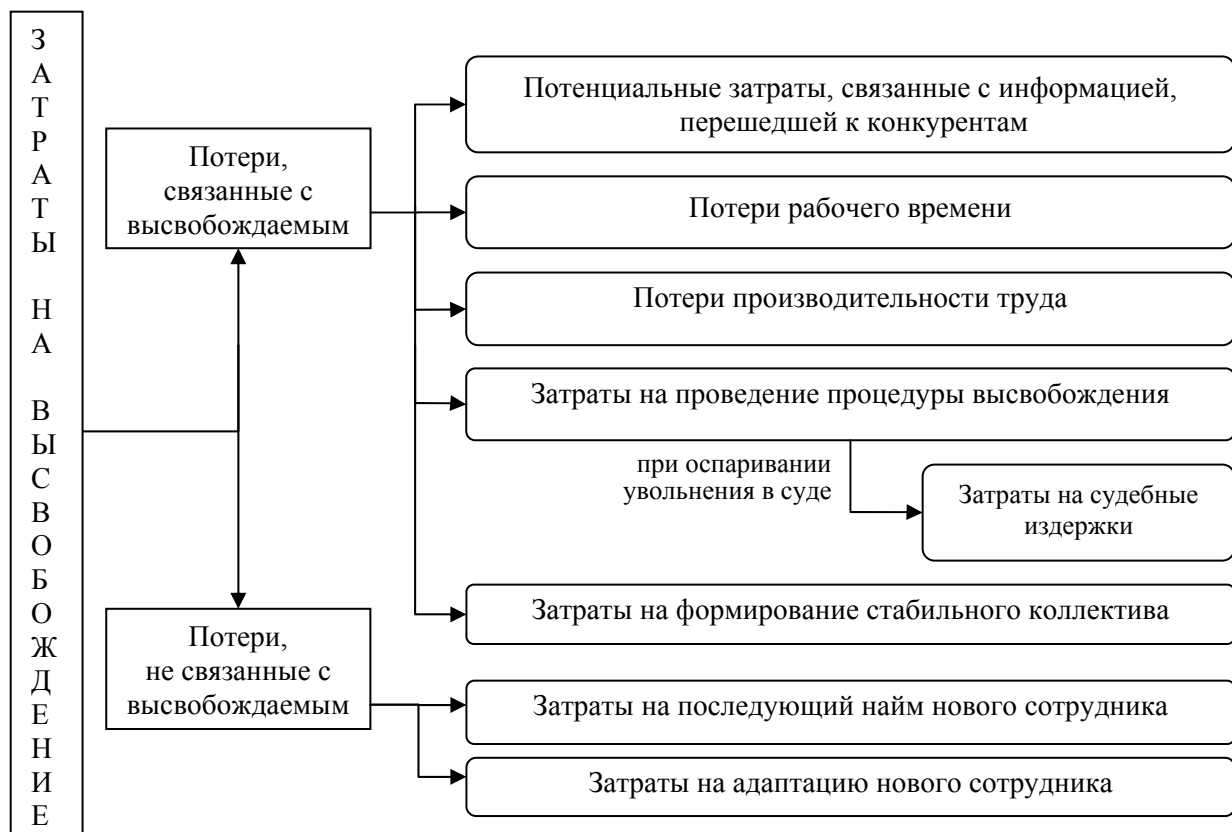 ЗАТРАТЫ НА ВЫСВОБОЖДЕНИЕ
Потери,
связанные с
высвобождаемым
Потенциальные затраты, связанные с информацией,
перешедшей к конкурентам
Потери рабочего времени
Потери производительности труда
Затраты на проведение процедуры высвобождения
при оспаривании
увольнения в суде
Затраты на судебные
издержки
Затраты на формирование стабильного коллектива
Потери,
не связанные с
высвобождаемым
Затраты на последующий найм нового сотрудника
Затраты на адаптацию нового сотрудника